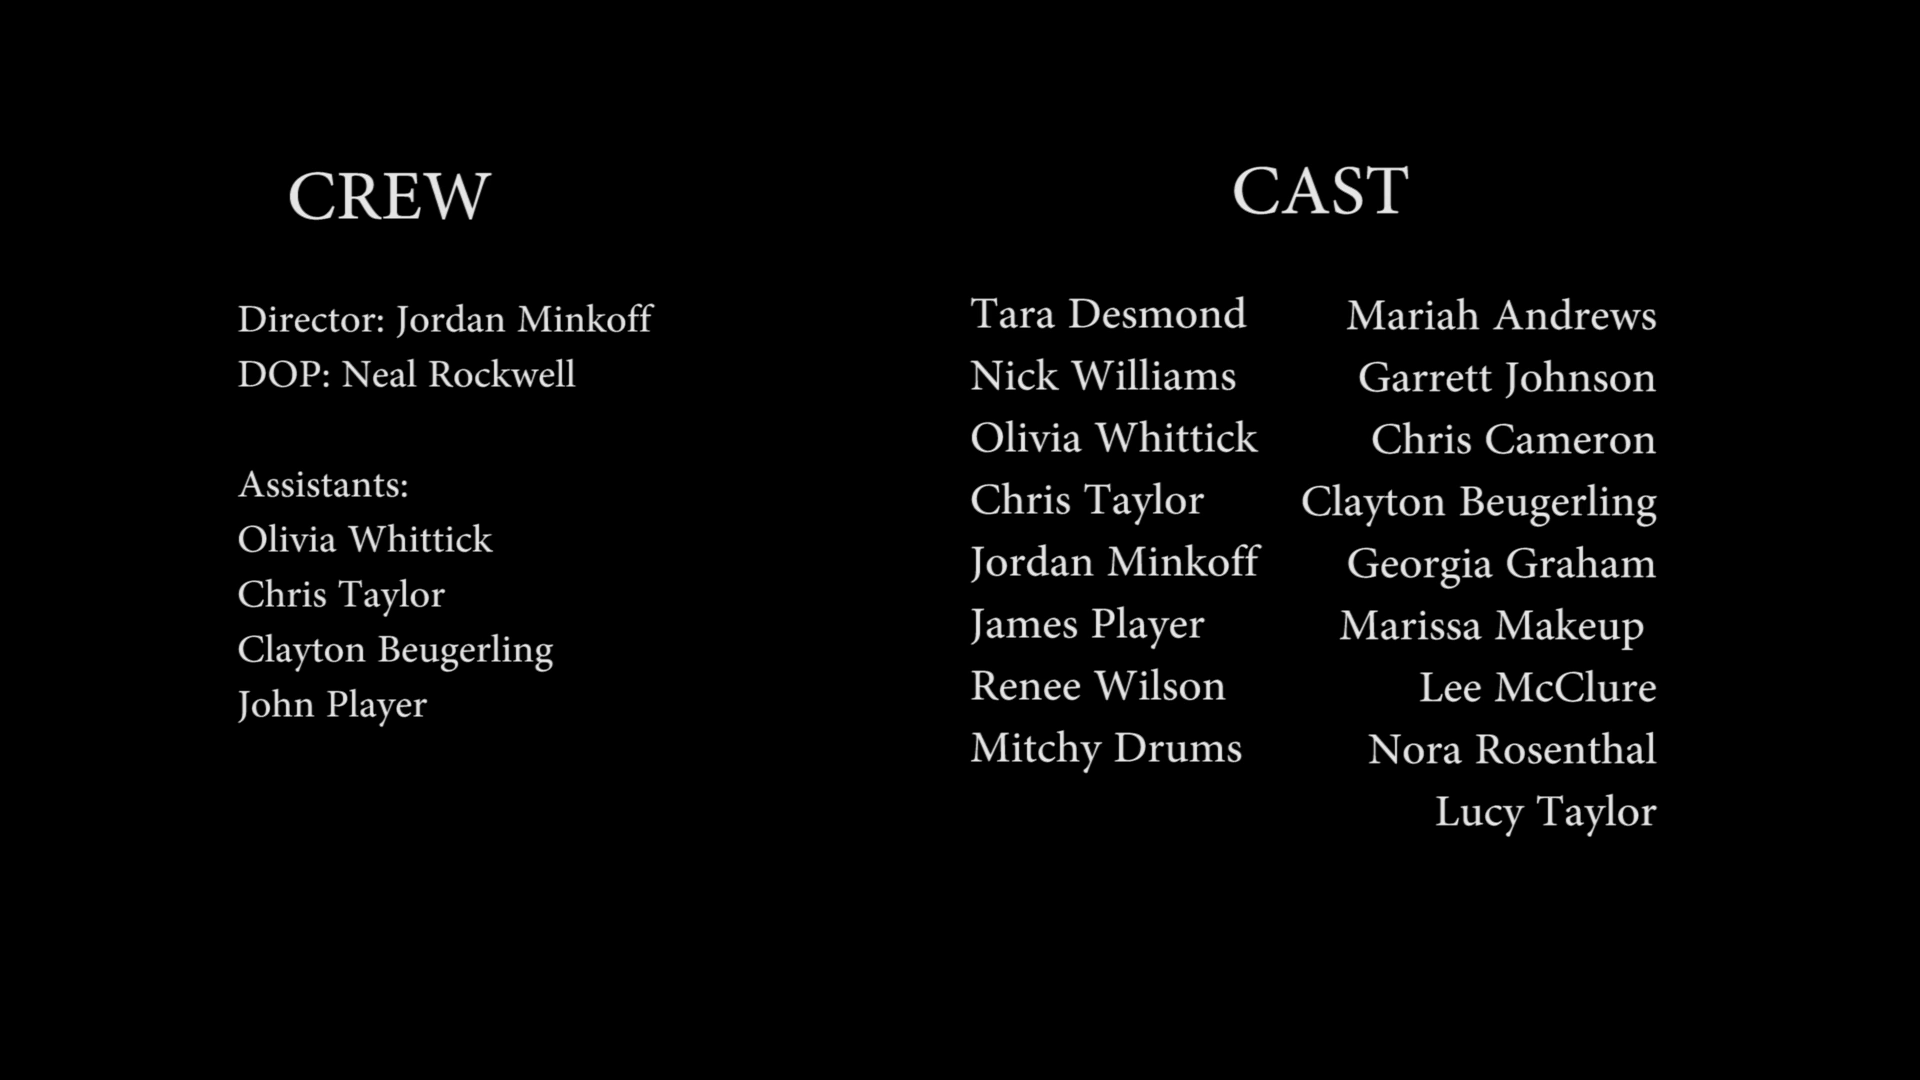 CREW
Director: Jordan Minkoff
DOP: Neal Rockwell
Assistants:
Olivia Whittick
Chris Taylor
Clayton Beugerling
John Player
CAST
Tara Desmond
Nick Williams
Olivia Whittick
Chris Taylor
Jordan Minkoff
James Player
Renee Wilson
Mitchy Drums
Mariah Andrews
Garrett Johnson
Chris Cameron
Clayton Beugerling
Georgia Graham
Marissa Makeup
Lee McClure
Nora Rosenthal
Lucy Taylor